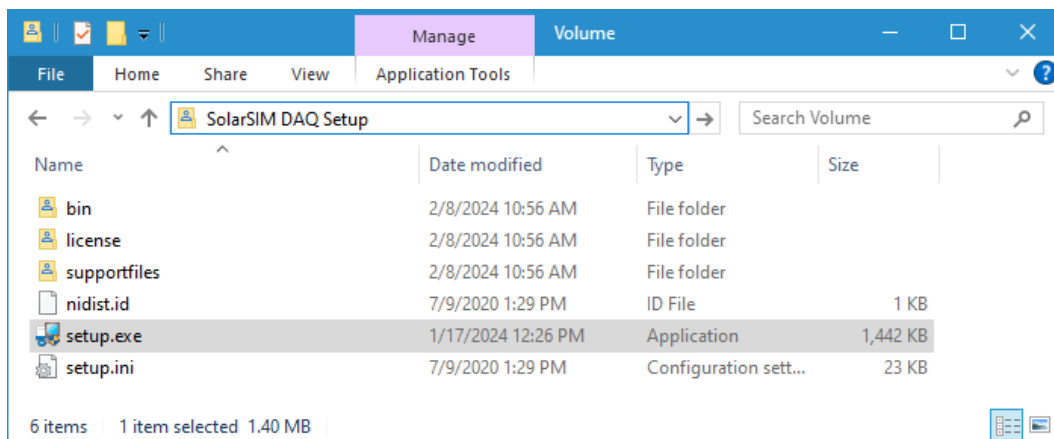 Manage Volume
File Home Share View Application Tools
SolarSIM DAQ Setup Search Volume
Name Date modified Type Size
bin 2/8/2024 10:56 AM File folder
license 2/8/2024 10:56 AM File folder
supportfiles 2/8/2024 10:56 AM File folder
nidist.id 7/9/2020 1:29 PM ID File 1 KB
setup.exe 1/17/2024 12:26 PM Application 1,442 KB
setup.ini 7/9/2020 1:29 PM Configuration sett... 23 KB
6 items 1 item selected 1.40 MB